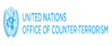 UNITED NATIONS
OFFICE OF COUNTER-TERRORISM